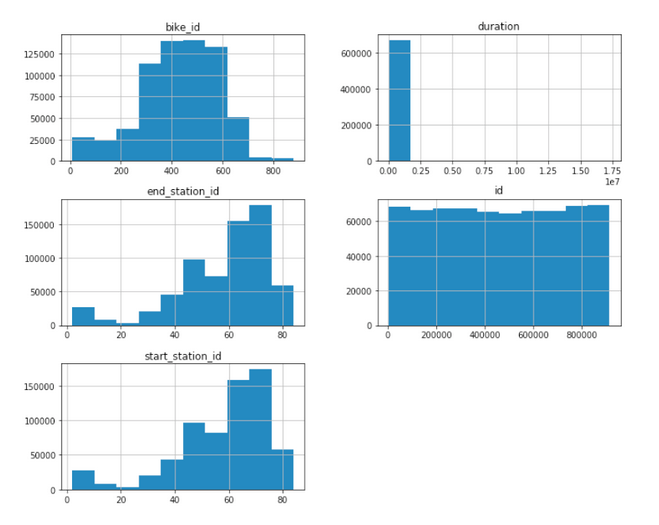 bike_id
125000
100000
75000
50000
25000
0
0 200 400 600 800
duration
600000
400000
200000
0
0.00 0.25 0.50 0.75 1.00 1.25 1.50 1.75
1e7
end_station_id
150000
100000
50000
0
0 20 40 60 80
id
60000
40000
20000
0
0 200000 400000 600000 800000
start_station_id
150000
100000
50000
0
0 20 40 60 80